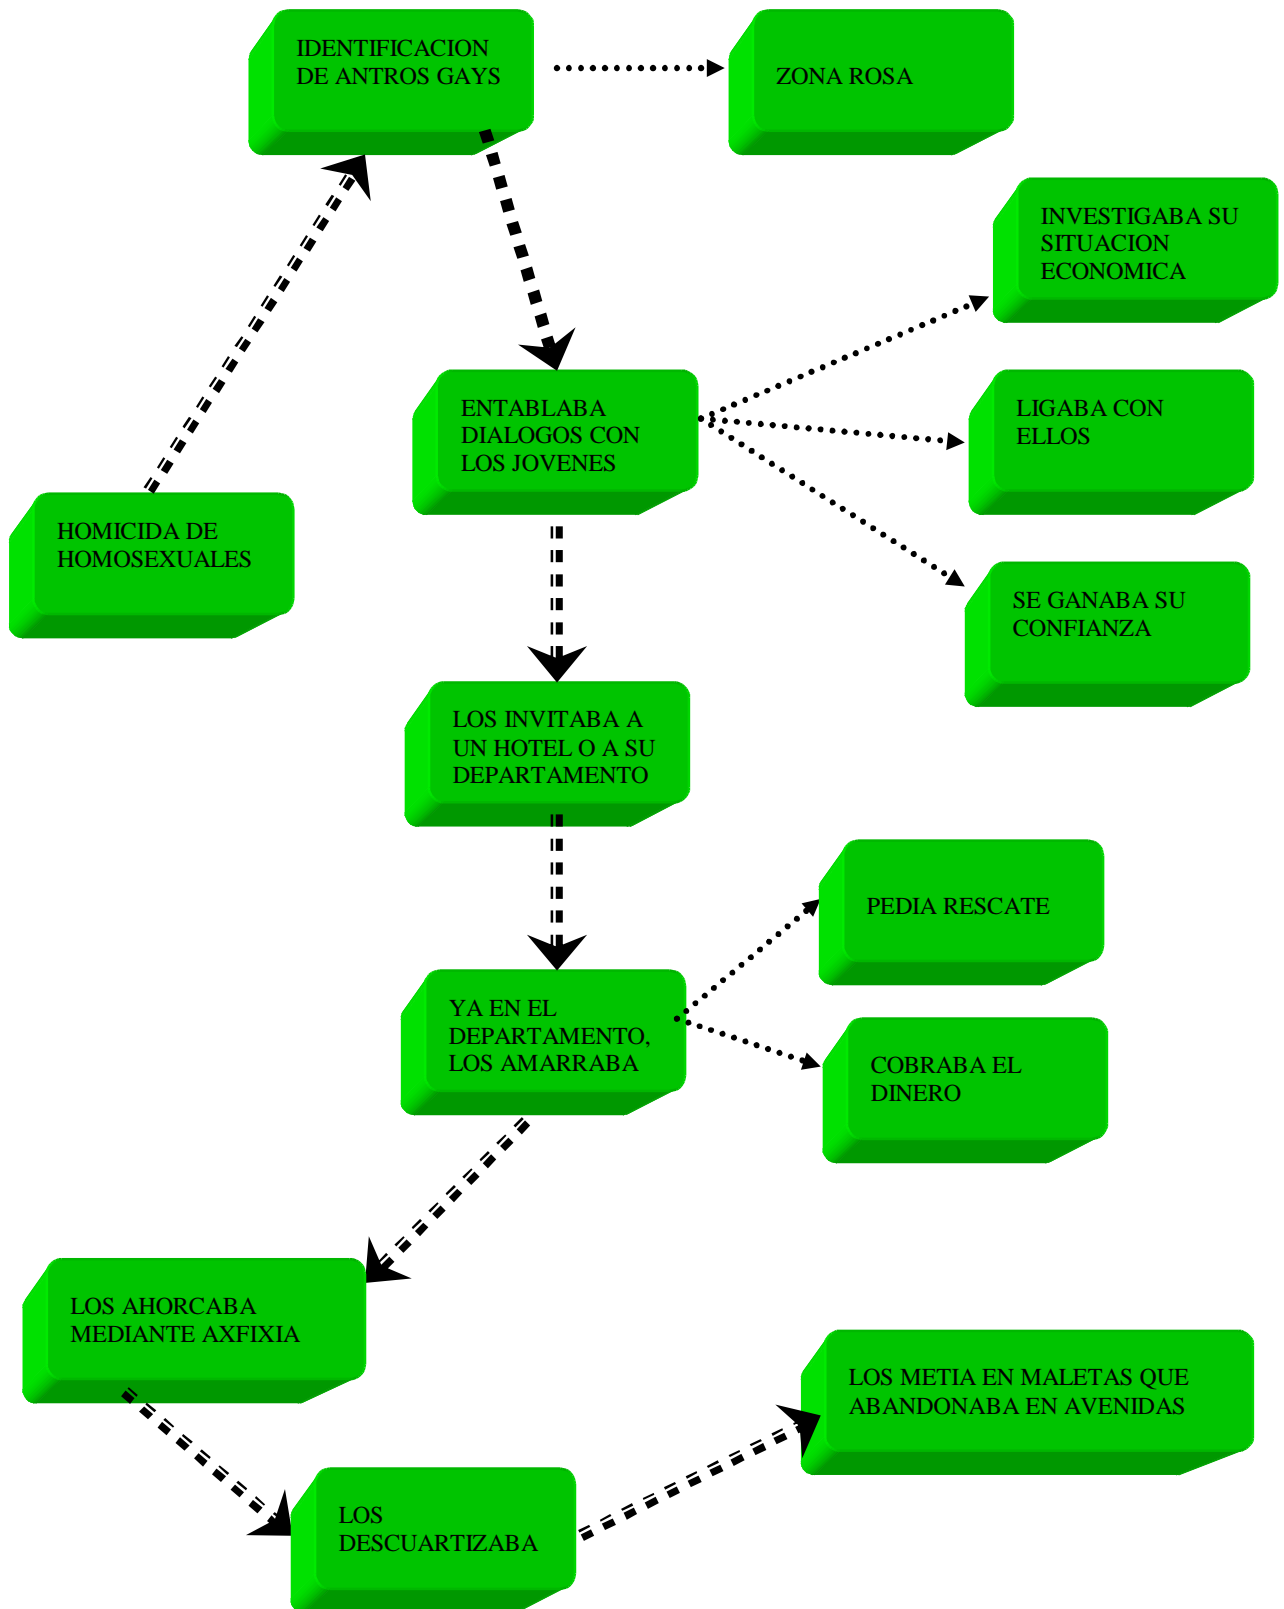 IDENTIFICACION
DE ANTROS GAYS
ZONA ROSA
INVESTIGABA SU
SITUACION
ECONOMICA
ENTABLABA
DIALOGOS CON
LOS JOVENES
LIGABA CON
ELLOS
HOMICIDA DE
HOMOSEXUALES
SE GANABA SU
CONFIANZA
LOS INVITABA A
UN HOTEL O A SU
DEPARTAMENTO
PEDIA RESCATE
YA EN EL
DEPARTAMENTO,
LOS AMARRABA
COBRABA EL
DINERO
LOS AHORCABA
MEDIANTE AXFIXIA
LOS METIA EN MALETAS QUE
ABANDONABA EN AVENIDAS
LOS
DESCUARTIZABA